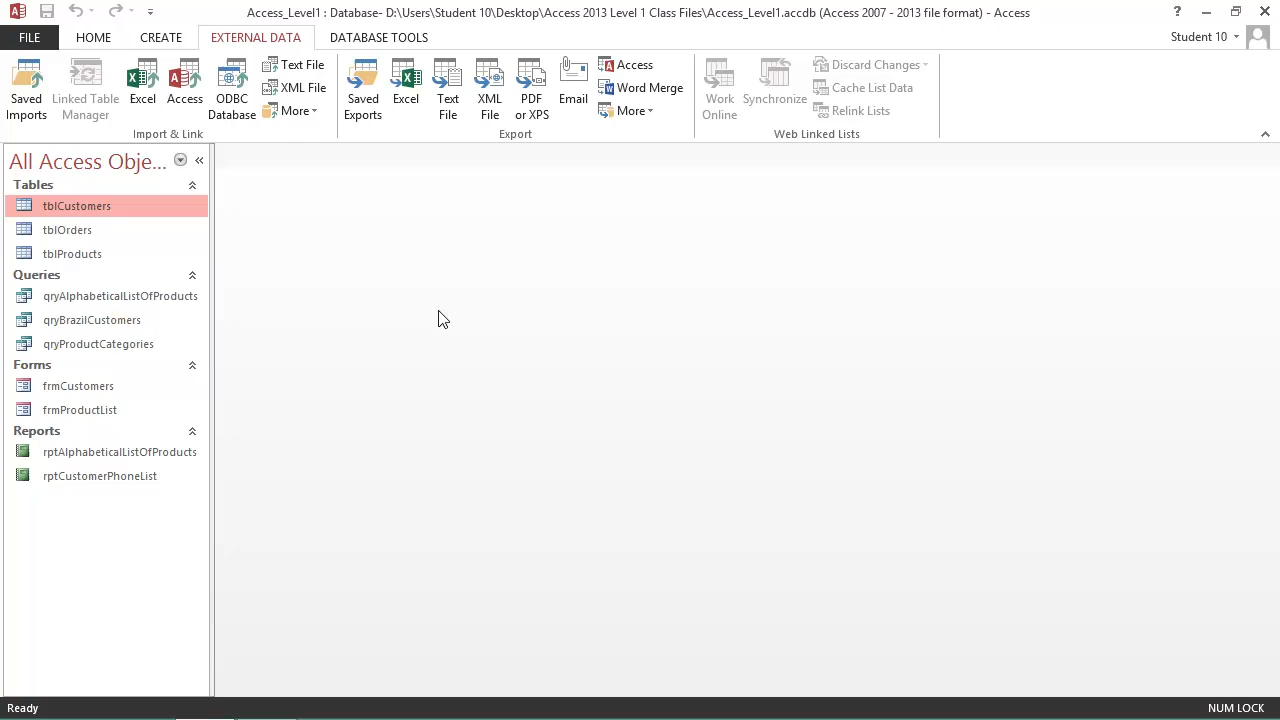 Access_Level1 : Database- D:\Users\Student 10\Desktop\Access 2013 Level 1 Class Files\Access_Level1.accdb (Access 2007 - 2013 file format) - Access
FILE HOME CREATE EXTERNAL DATA DATABASE TOOLS Student 10
Saved Imports
Linked Table Manager
Excel
Access
ODBC Database
Text File
XML File
More
Import & Link
Saved Exports
Excel
Text File
XML File
PDF or XPS
Email
Access
Word Merge
More
Export
Work Online
Synchronize
Discard Changes
Cache List Data
Relink Lists
Web Linked Lists
All Access Obje...
Tables
tblCustomers
tblOrders
tblProducts
Queries
qryAlphabeticalListOfProducts
qryBrazilCustomers
qryProductCategories
Forms
frmCustomers
frmProductList
Reports
rptAlphabeticalListOfProducts
rptCustomerPhoneList
Ready NUM LOCK